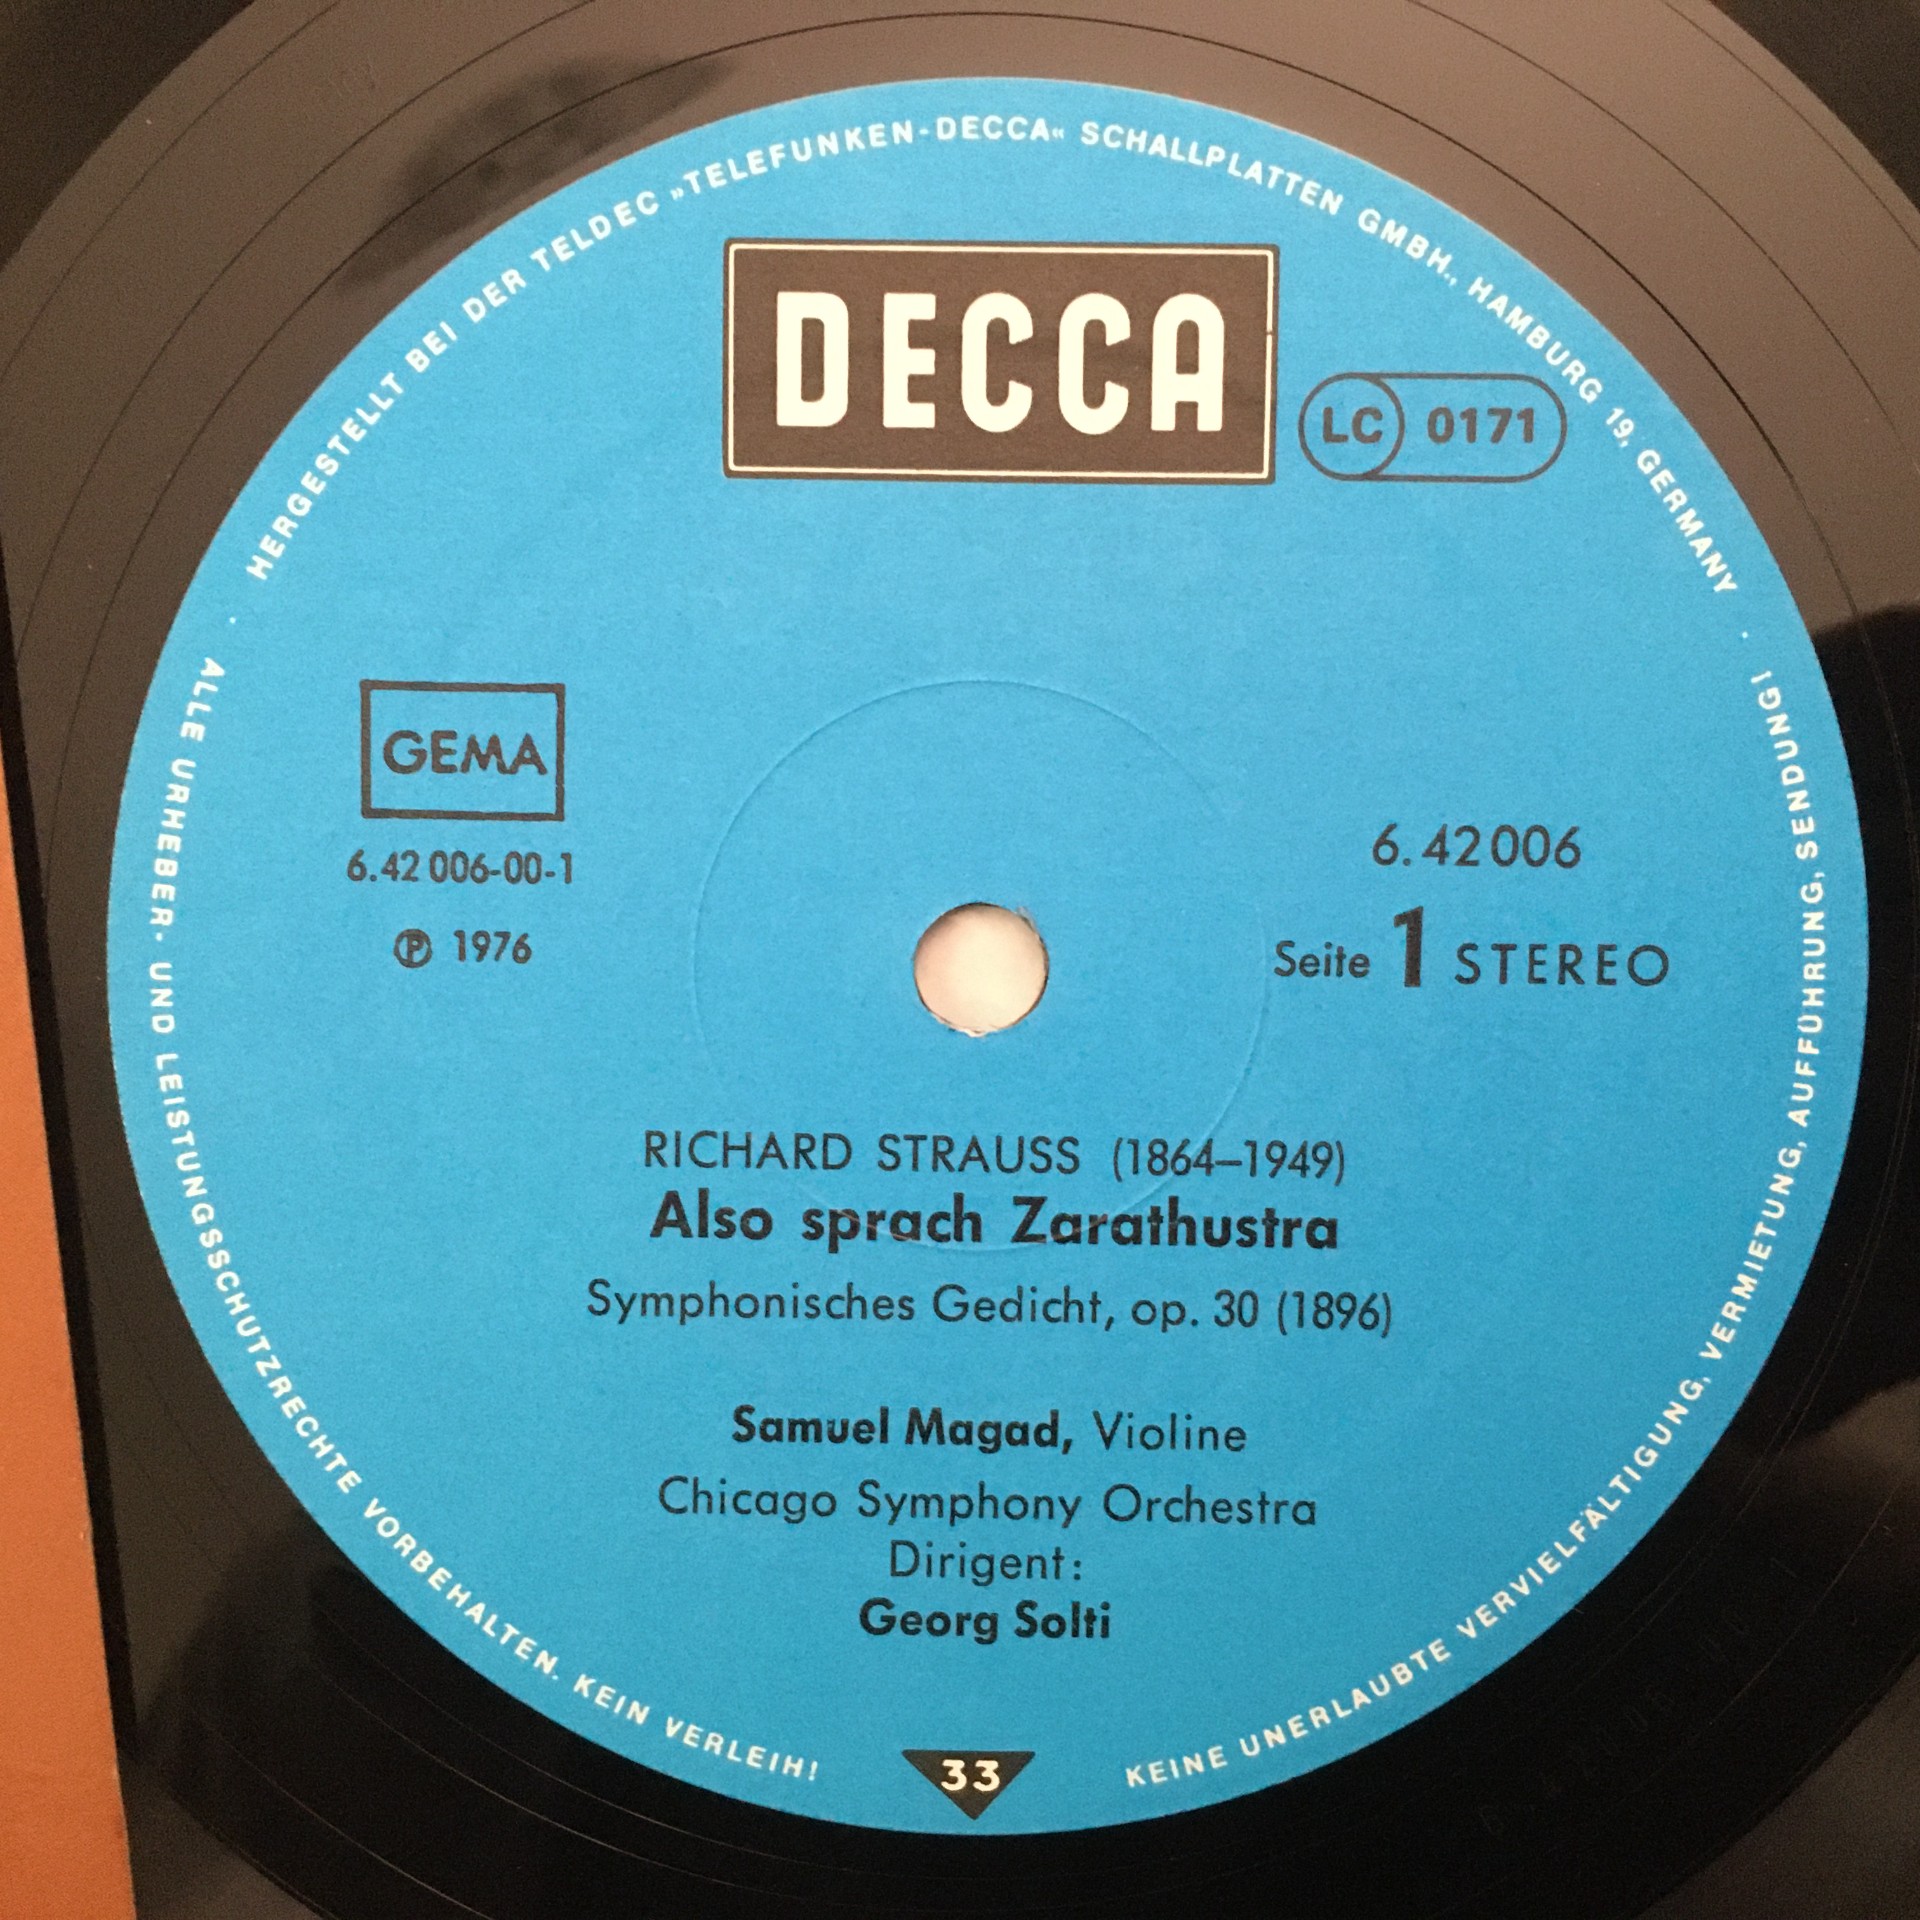 HERGESTELLT BEI DER TELDEC »TELEFUNKEN-DECCA« SCHALLPLATTEN GMBH., HAMBURG 19, GERMANY
DECCA
LC 0171
GEMA
6.42 006-00-1
℗ 1976
6.42006
Seite 1 STEREO
RICHARD STRAUSS (1864–1949)
Also sprach Zarathustra
Symphonisches Gedicht, op. 30 (1896)
Samuel Magad, Violine
Chicago Symphony Orchestra
Dirigent:
Georg Solti
33
ALLE URHEBER- UND LEISTUNGSSCHUTZRECHTE VORBEHALTEN. KEIN VERLEIH!
KEINE UNERLAUBTE VERVIELFÄLTIGUNG, VERMIETUNG, AUFFÜHRUNG, SENDUNG!